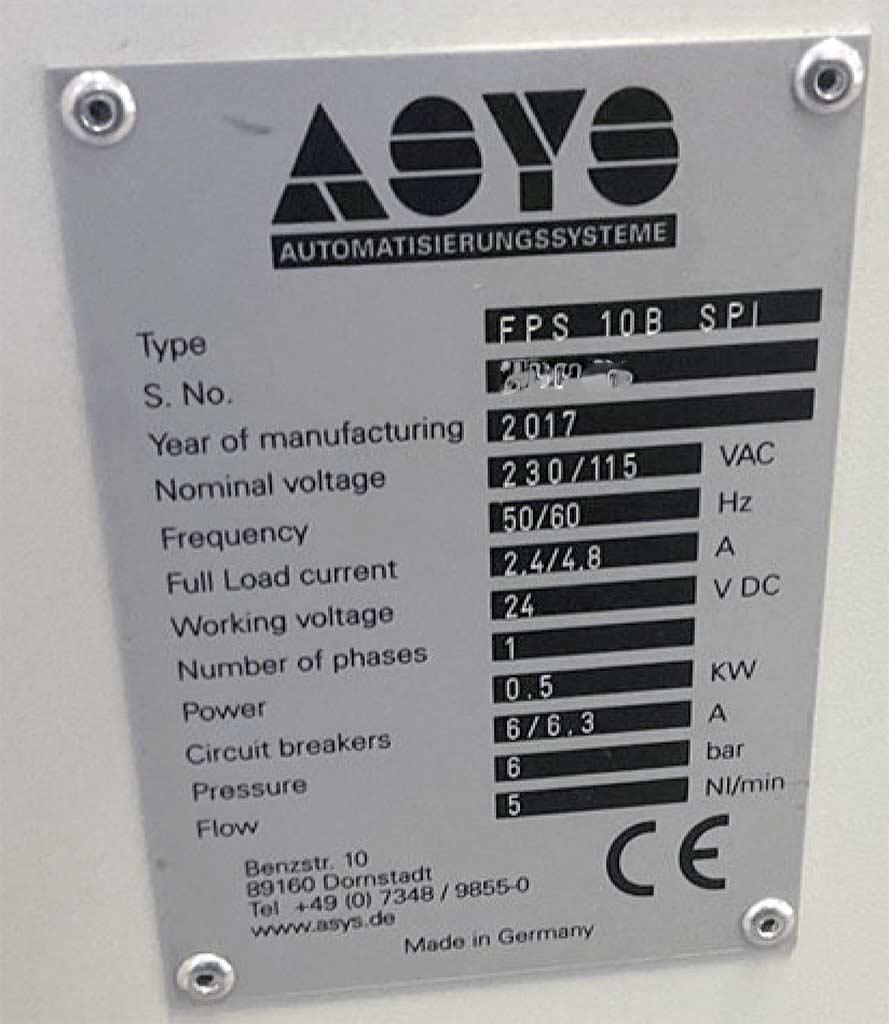 ASYS
AUTOMATISIERUNGSSYSTEME
Type FPS 10B SPI
S. No.
Year of manufacturing 2017
Nominal voltage 230/115 VAC
Frequency 50/60 Hz
Full Load current 2.4/4.8 A
Working voltage 24 V DC
Number of phases 1
Power 0.5 KW
Circuit breakers 6/6.3 A
Pressure 6 bar
Flow 5 Nl/min
Benzstr. 10
89160 Dornstadt
Tel +49 (0) 7348 / 9855-0
www.asys.de
CE
Made in Germany